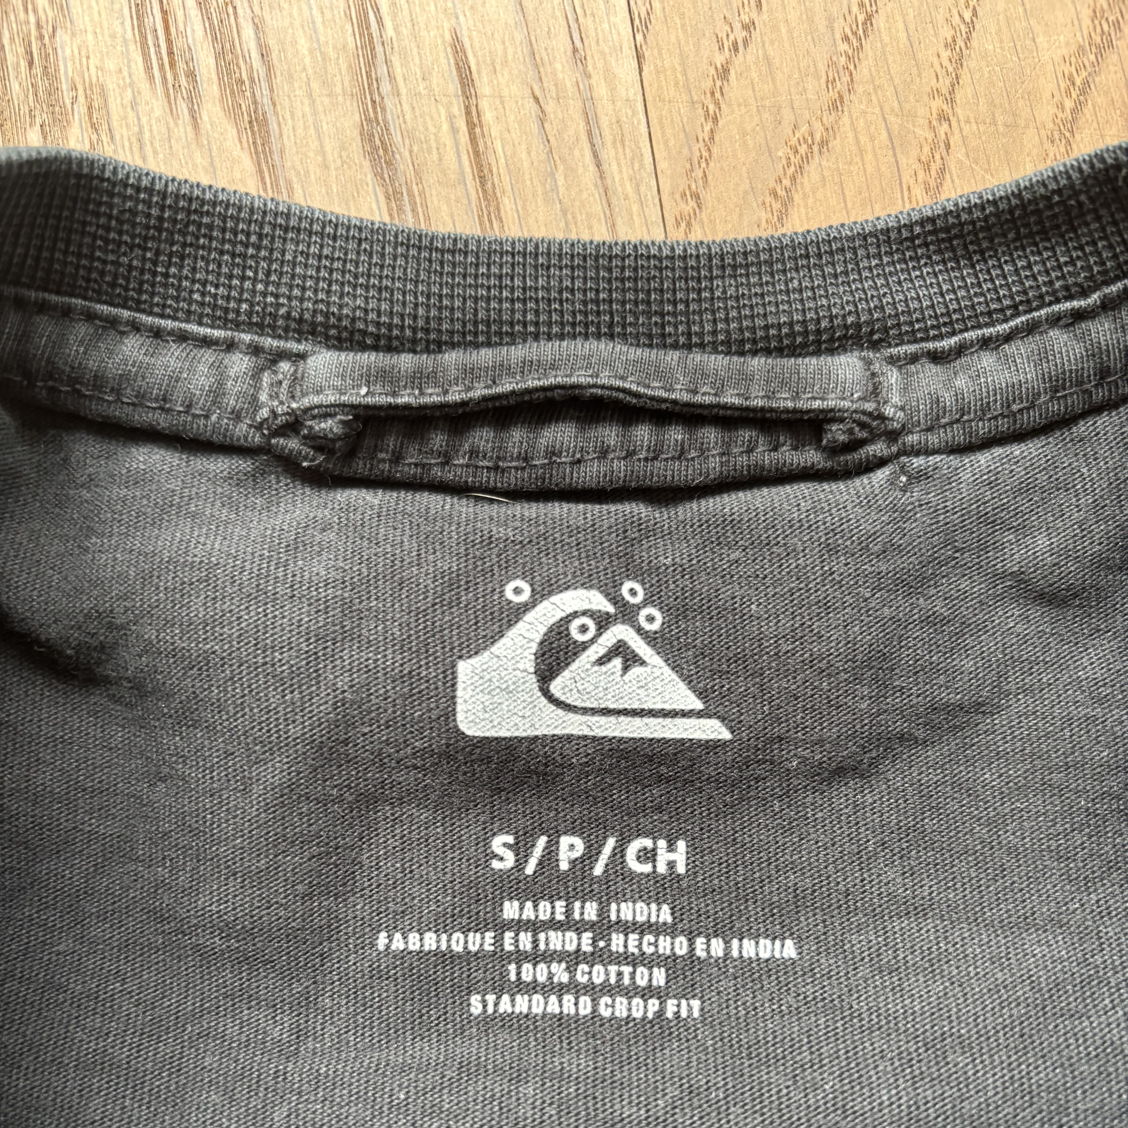 S / P / CH
MADE IN INDIA
FABRIQUE EN INDE • HECHO EN INDIA
100% COTTON
STANDARD CROP FIT